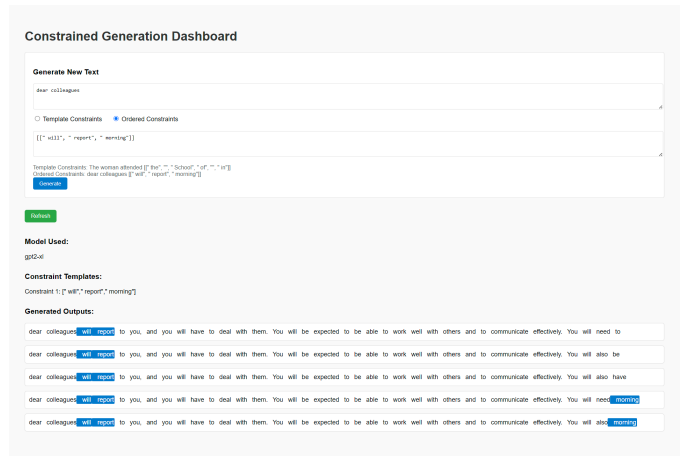 Constrained Generation Dashboard
Generate New Text
dear colleagues
Template Constraints Ordered Constraints
[[" will", " report", " morning"]]
Template Constraints: The woman attended [[" the", "", " School", " of", "", " in"]]
Ordered Constraints: dear colleagues [[" will", " report", " morning"]]
Generate
Refresh
Model Used:
gpt2-xl
Constraint Templates:
Constraint 1: [" will"," report"," morning"]
Generated Outputs:
dear colleagues will report to you, and you will have to deal with them. You will be expected to be able to work well with others and to communicate effectively. You will need to
dear colleagues will report to you, and you will have to deal with them. You will be expected to be able to work well with others and to communicate effectively. You will also be
dear colleagues will report to you, and you will have to deal with them. You will be expected to be able to work well with others and to communicate effectively. You will also have
dear colleagues will report to you, and you will have to deal with them. You will be expected to be able to work well with others and to communicate effectively. You will need morning
dear colleagues will report to you, and you will have to deal with them. You will be expected to be able to work well with others and to communicate effectively. You will also morning